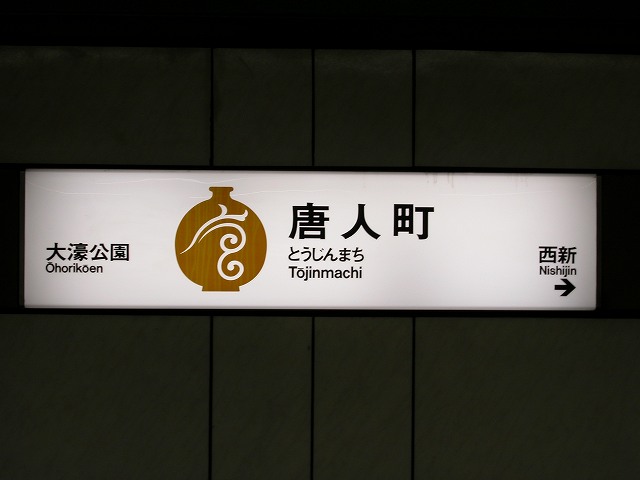 大濠公園
Ōhorikōen
唐人町
とうじんまち
Tōjinmachi
西新
Nishijin
→